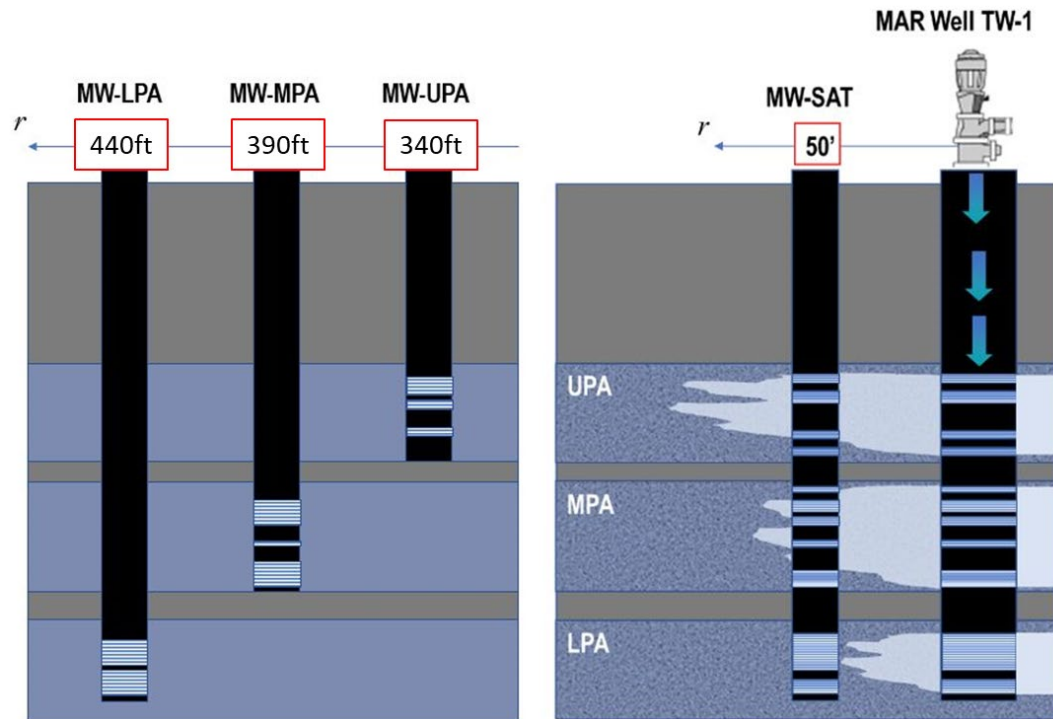 MAR Well TW-1
MW-LPA
MW-MPA
MW-UPA
MW-SAT
r
440ft
390ft
340ft
r
50'
UPA
MPA
LPA